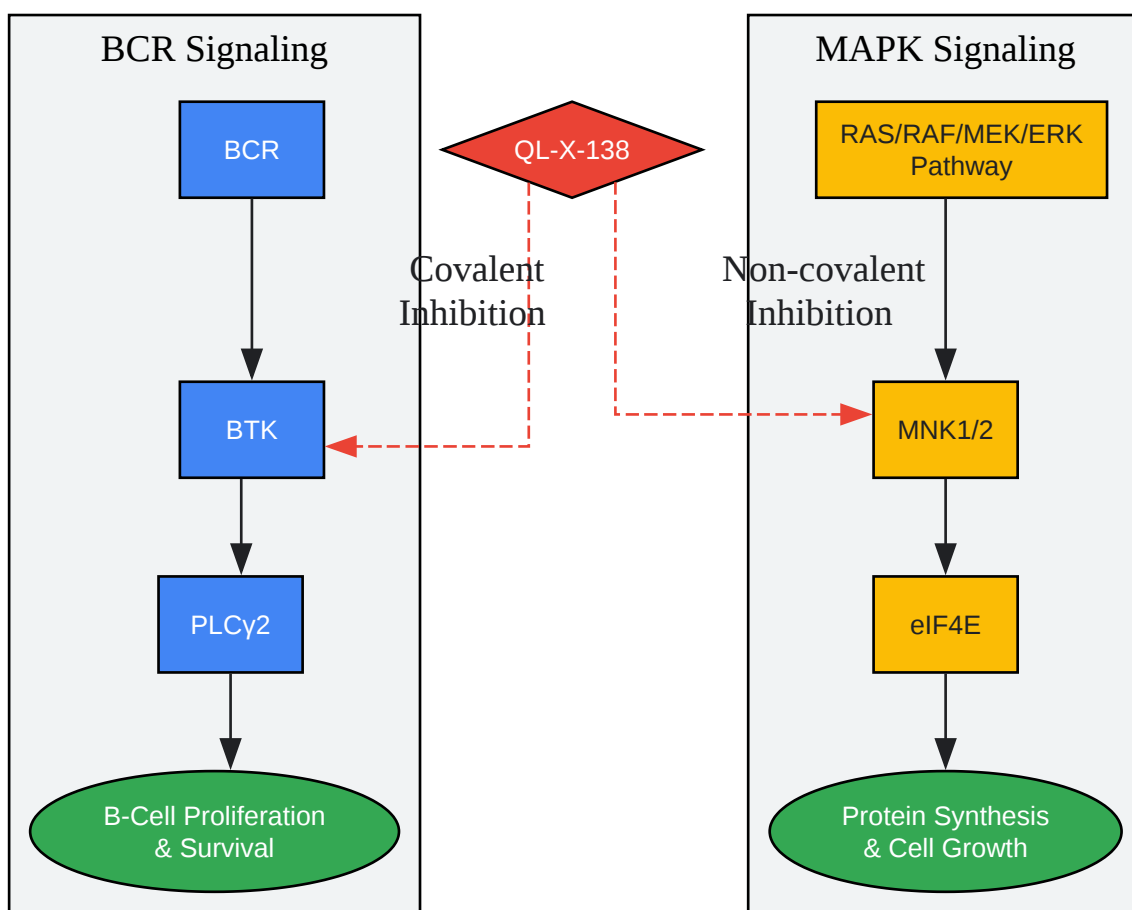 BCR Signaling
MAPK Signaling
BCR
QL-X-138
RAS/RAF/MEK/ERK
Pathway
Covalent
Inhibition
Non-covalent
Inhibition
BTK
MNK1/2
PLCγ2
eIF4E
B-Cell Proliferation
& Survival
Protein Synthesis
& Cell Growth